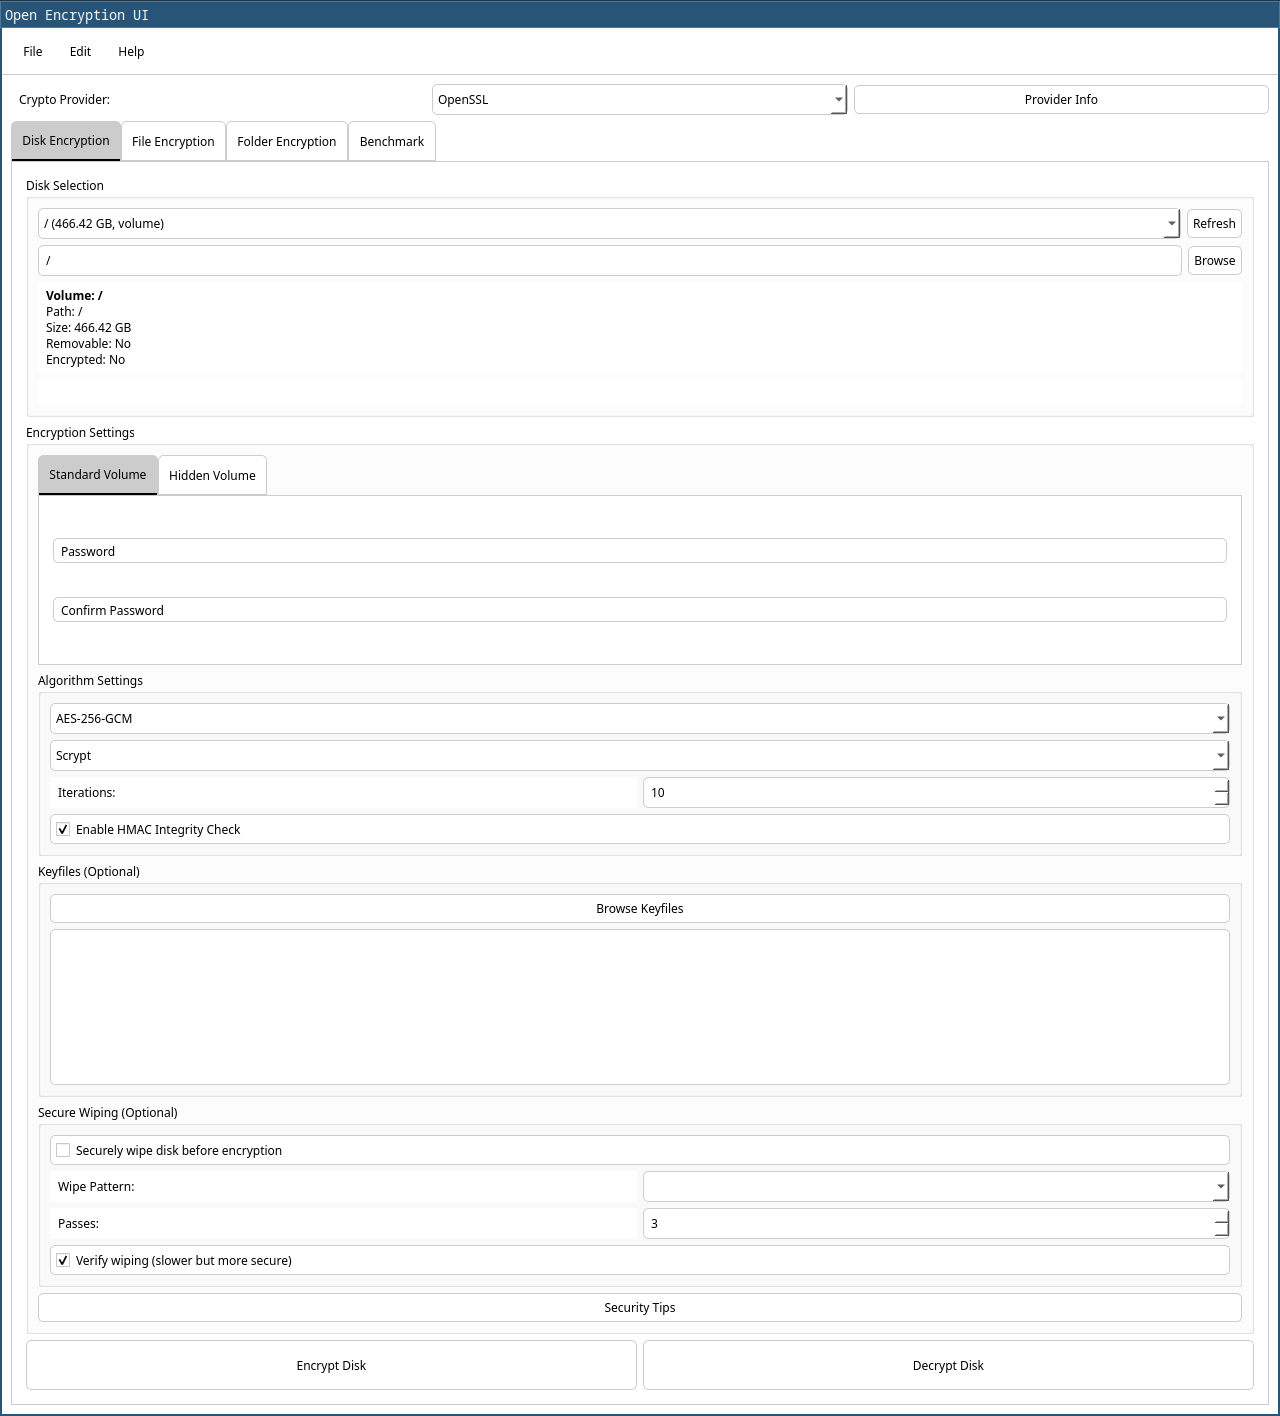 Open Encryption UI
File Edit Help
Crypto Provider: OpenSSL Provider Info
Disk Encryption File Encryption Folder Encryption Benchmark
Disk Selection
/ (466.42 GB, volume) Refresh
/ Browse
Volume: /
Path: /
Size: 466.42 GB
Removable: No
Encrypted: No
Encryption Settings
Standard Volume Hidden Volume
Password
Confirm Password
Algorithm Settings
AES-256-GCM
Scrypt
Iterations: 10
Enable HMAC Integrity Check
Keyfiles (Optional)
Browse Keyfiles
Secure Wiping (Optional)
Securely wipe disk before encryption
Wipe Pattern:
Passes: 3
Verify wiping (slower but more secure)
Security Tips
Encrypt Disk Decrypt Disk